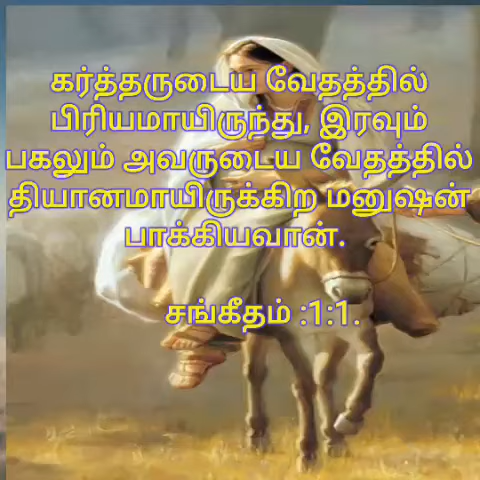 கர்த்தருடைய வேதத்தில்
பிரியமாயிருந்து, இரவும்
பகலும் அவருடைய வேதத்தில்
தியானமாயிருக்கிற மனுஷன்
பாக்கியவான்.
சங்கீதம் :1:1.